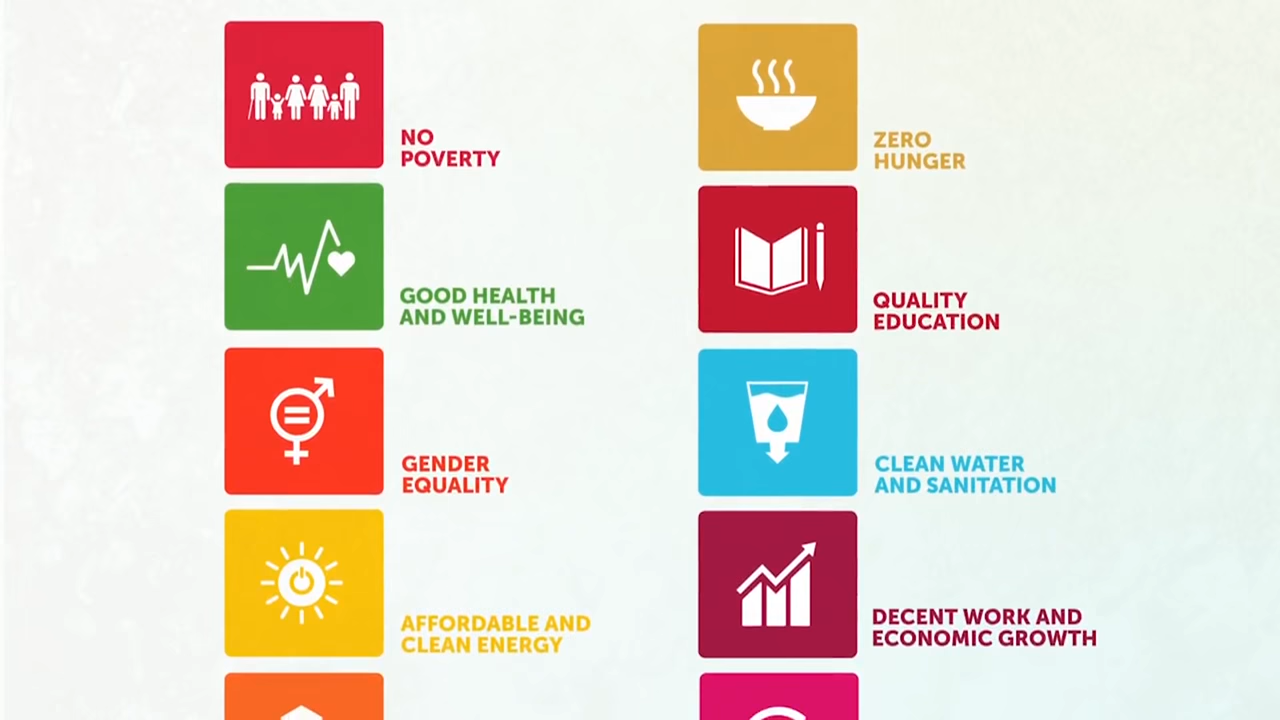 NO
POVERTY
ZERO
HUNGER
GOOD HEALTH
AND WELL-BEING
QUALITY
EDUCATION
GENDER
EQUALITY
CLEAN WATER
AND SANITATION
AFFORDABLE AND
CLEAN ENERGY
DECENT WORK AND
ECONOMIC GROWTH